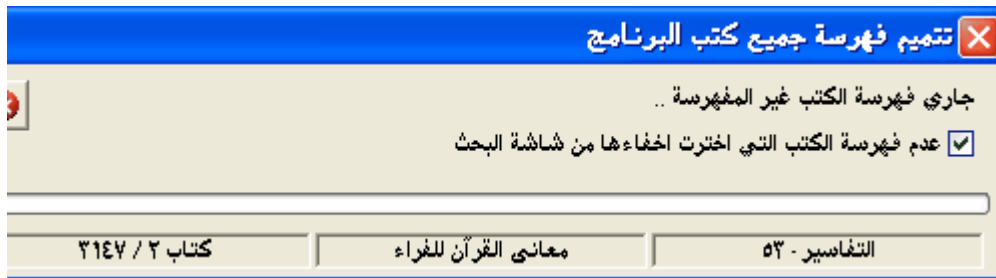 تتميم فهرسة جميع كتب البرنامج
جاري فهرسة الكتب غير المفهرسة ..
عدم فهرسة الكتب التي اخترت اخفاءها من شاشة البحث
التفاسير - ٥٣
معانى القرآن للفراء
كتاب ٢ / ٣١٤٧